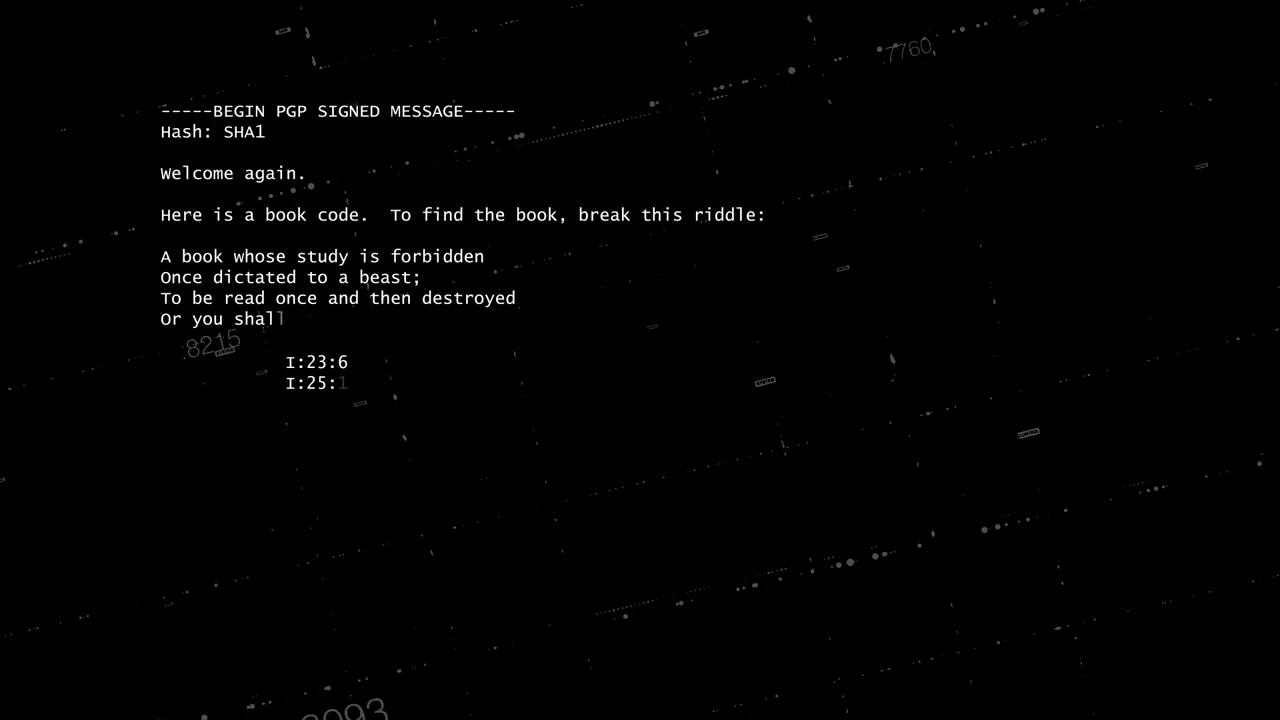 7760
-----BEGIN PGP SIGNED MESSAGE-----
Hash: SHA1
Welcome again.
Here is a book code.  To find the book, break this riddle:
A book whose study is forbidden
Once dictated to a beast;
To be read once and then destroyed
Or you shall
8215
I:23:6
I:25:1